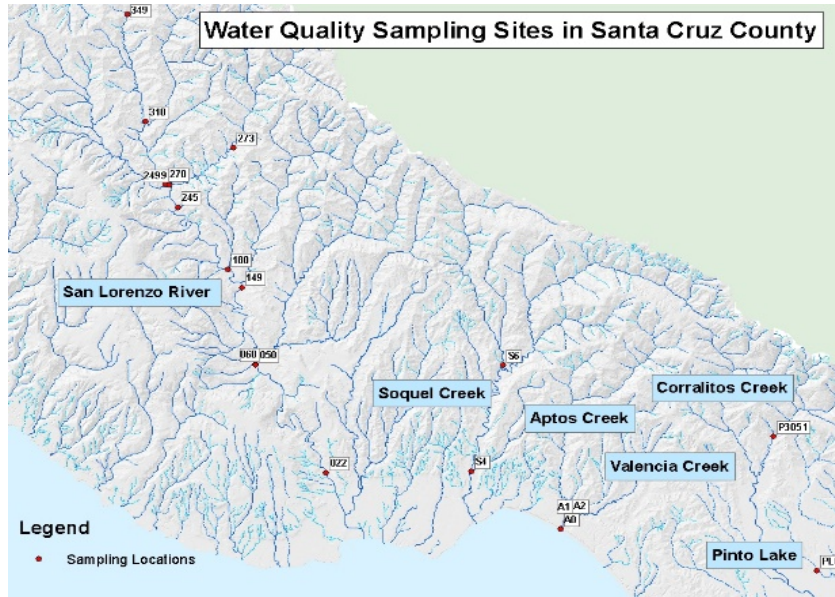 349
Water Quality Sampling Sites in Santa Cruz County
310
273
2499 270
245
180
149
San Lorenzo River
060 050
S6
Soquel Creek
Corralitos Creek
Aptos Creek
P3051
Valencia Creek
022
S4
A1 A2
A0
Legend
Sampling Locations
Pinto Lake
PL